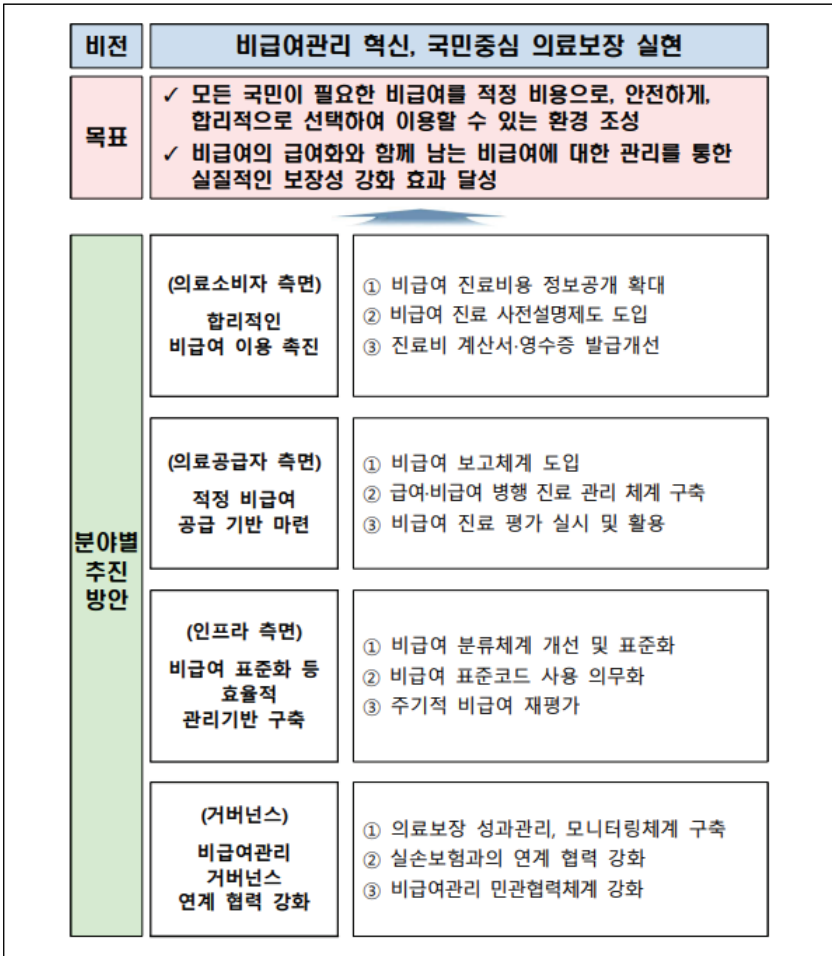 비전
비급여관리 혁신, 국민중심 의료보장 실현
목표
✓ 모든 국민이 필요한 비급여를 적정 비용으로, 안전하게,
합리적으로 선택하여 이용할 수 있는 환경 조성
✓ 비급여의 급여화와 함께 남는 비급여에 대한 관리를 통한
실질적인 보장성 강화 효과 달성
분야별
추진
방안
(의료소비자 측면)
합리적인
비급여 이용 촉진
① 비급여 진료비용 정보공개 확대
② 비급여 진료 사전설명제도 도입
③ 진료비 계산서·영수증 발급개선
(의료공급자 측면)
적정 비급여
공급 기반 마련
① 비급여 보고체계 도입
② 급여·비급여 병행 진료 관리 체계 구축
③ 비급여 진료 평가 실시 및 활용
(인프라 측면)
비급여 표준화 등
효율적
관리기반 구축
① 비급여 분류체계 개선 및 표준화
② 비급여 표준코드 사용 의무화
③ 주기적 비급여 재평가
(거버넌스)
비급여관리
거버넌스
연계 협력 강화
① 의료보장 성과관리, 모니터링체계 구축
② 실손보험과의 연계 협력 강화
③ 비급여관리 민관협력체계 강화